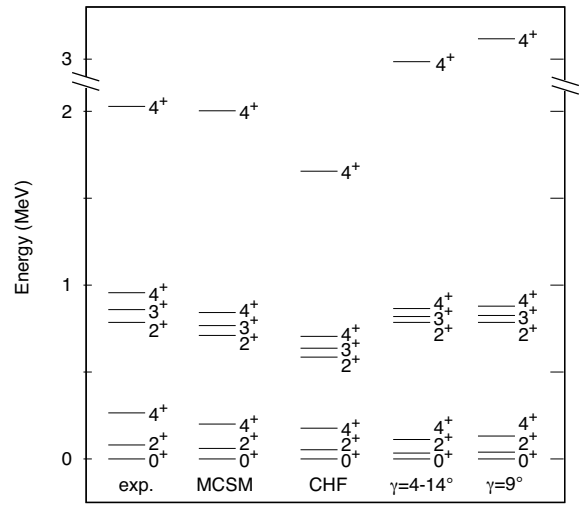 3
2
1
0
Energy (MeV)
4⁺ 4⁺ 4⁺ 4⁺ 4⁺
4⁺ 4⁺ 4⁺ 4⁺ 4⁺
3⁺ 3⁺ 3⁺ 3⁺ 3⁺
2⁺ 2⁺ 2⁺ 2⁺ 2⁺
4⁺ 4⁺ 4⁺ 4⁺ 4⁺
2⁺ 2⁺ 2⁺ 2⁺ 2⁺
0⁺ 0⁺ 0⁺ 0⁺ 0⁺
exp. MCSM CHF γ=4-14° γ=9°